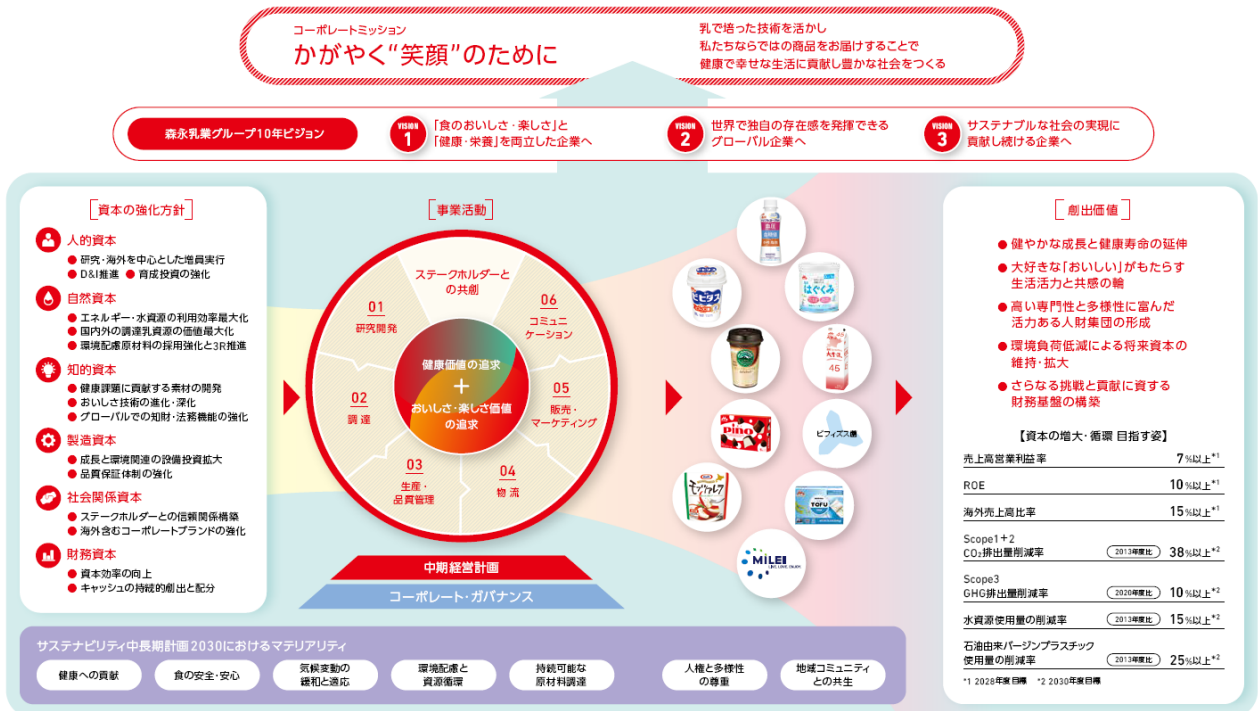 コーポレートミッション
かがやく“笑顔”のために
乳で培った技術を活かし
私たちならではの商品をお届けすることで
健康で幸せな生活に貢献し豊かな社会をつくる
森永乳業グループ10年ビジョン
VISION
1
「食のおいしさ・楽しさ」と
「健康・栄養」を両立した企業へ
VISION
2
世界で独自の存在感を発揮できる
グローバル企業へ
VISION
3
サステナブルな社会の実現に
貢献し続ける企業へ
資本の強化方針
人的資本
● 研究・海外を中心とした増員実行
● D&I推進 ● 育成投資の強化
自然資本
● エネルギー・水資源の利用効率最大化
● 国内外の調達乳資源の価値最大化
● 環境配慮原材料の採用強化と3R推進
知的資本
● 健康課題に貢献する素材の開発
● おいしさ技術の進化・深化
● グローバルでの知財・法務機能の強化
製造資本
● 成長と環境関連の設備投資拡大
● 品質保証体制の強化
社会関係資本
● ステークホルダーとの信頼関係構築
● 海外含むコーポレートブランドの強化
財務資本
● 資本効率の向上
● キャッシュの持続的創出と配分
事業活動
ステークホルダーと
の共創
01
研究開発
02
調達
03
生産・
品質管理
04
物流
05
販売・
マーケティング
06
コミュニ
ケーション
健康価値の追求
+
おいしさ・楽しさ価値
の追求
中期経営計画
コーポレート・ガバナンス
ビヒダス
はぐくみ
pino
ビフィズス菌
モッツァレラ
TOFU
MILEI
創出価値
● 健やかな成長と健康寿命の延伸
● 大好きな「おいしい」がもたらす
生活活力と共感の輪
● 高い専門性と多様性に富んだ
活力ある人財集団の形成
● 環境負荷低減による将来資本の
維持・拡大
● さらなる挑戦と貢献に資する
財務基盤の構築
【資本の増大・循環 目指す姿】
売上高営業利益率 7%以上*1
ROE 10%以上*1
海外売上高比率 15%以上*1
Scope1+2
CO₂排出量削減率 2013年度比 38%以上*2
Scope3
GHG排出量削減率 2020年度比 10%以上*2
水資源使用量の削減率 2013年度比 15%以上*2
石油由来バージンプラスチック
使用量の削減率 2013年度比 25%以上*2
*1 2028年度目標 *2 2030年度目標
サステナビリティ中長期計画2030におけるマテリアリティ
健康への貢献
食の安全・安心
気候変動の
緩和と適応
環境配慮と
資源循環
持続可能な
原材料調達
人権と多様性
の尊重
地域コミュニティ
との共生